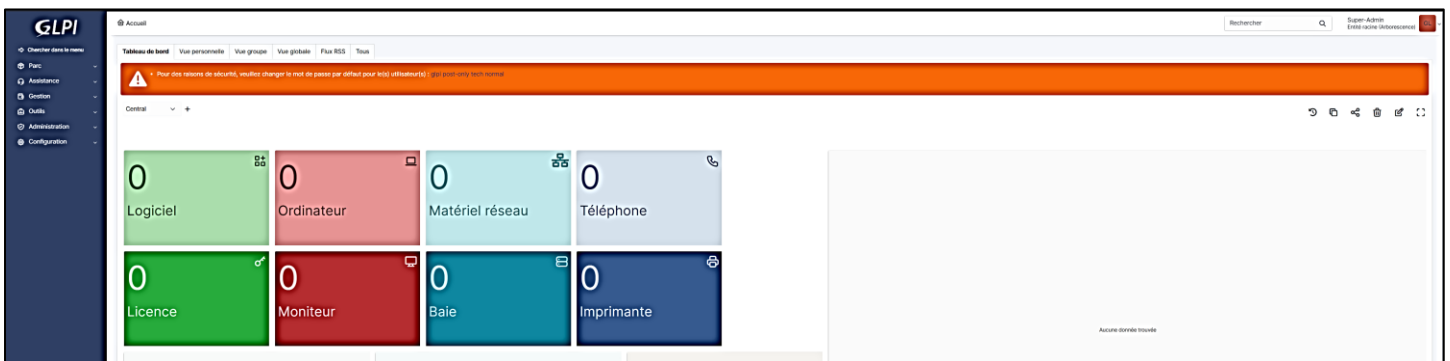 GLPI
Chercher dans le menu
Parc
Assistance
Gestion
Outils
Administration
Configuration
Accueil
Rechercher
Super-Admin
Entité racine (Arborescence)
Tableau de bord Vue personnelle Vue groupe Vue globale Flux RSS Tous
• Pour des raisons de sécurité, veuillez changer le mot de passe par défaut pour le(s) utilisateur(s) : glpi post-only tech normal
Central
0
Logiciel
0
Ordinateur
0
Matériel réseau
0
Téléphone
0
Licence
0
Moniteur
0
Baie
0
Imprimante
Aucune donnée trouvée